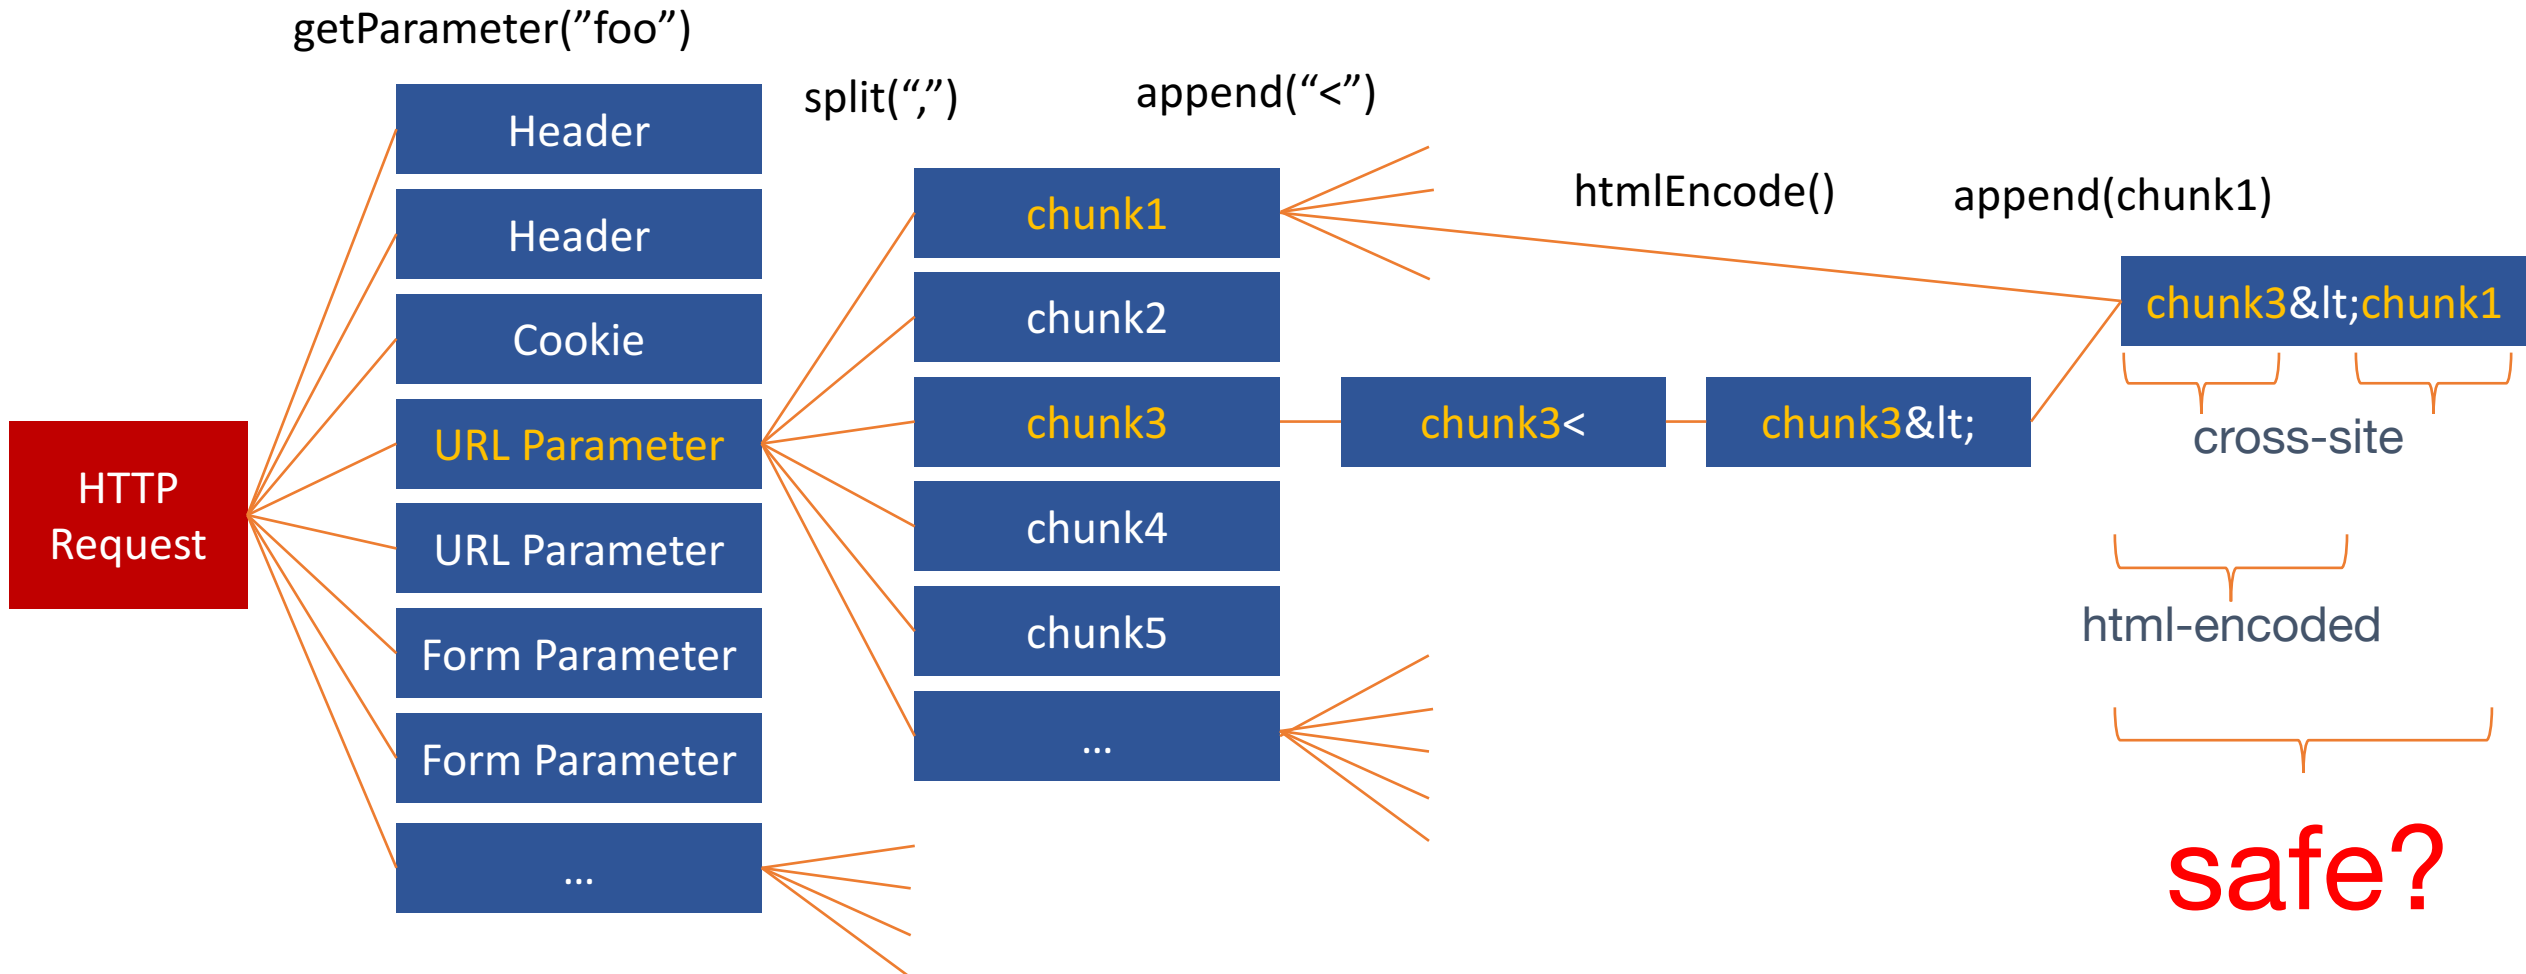 getParameter(”foo”)
split(“,”)
append(“<”)
htmlEncode()
append(chunk1)
HTTP
Request
Header
Header
Cookie
URL Parameter
URL Parameter
Form Parameter
Form Parameter
...
chunk1
chunk2
chunk3
chunk4
chunk5
...
chunk3<
chunk3&lt;
chunk3&lt;chunk1
cross-site
html-encoded
safe?